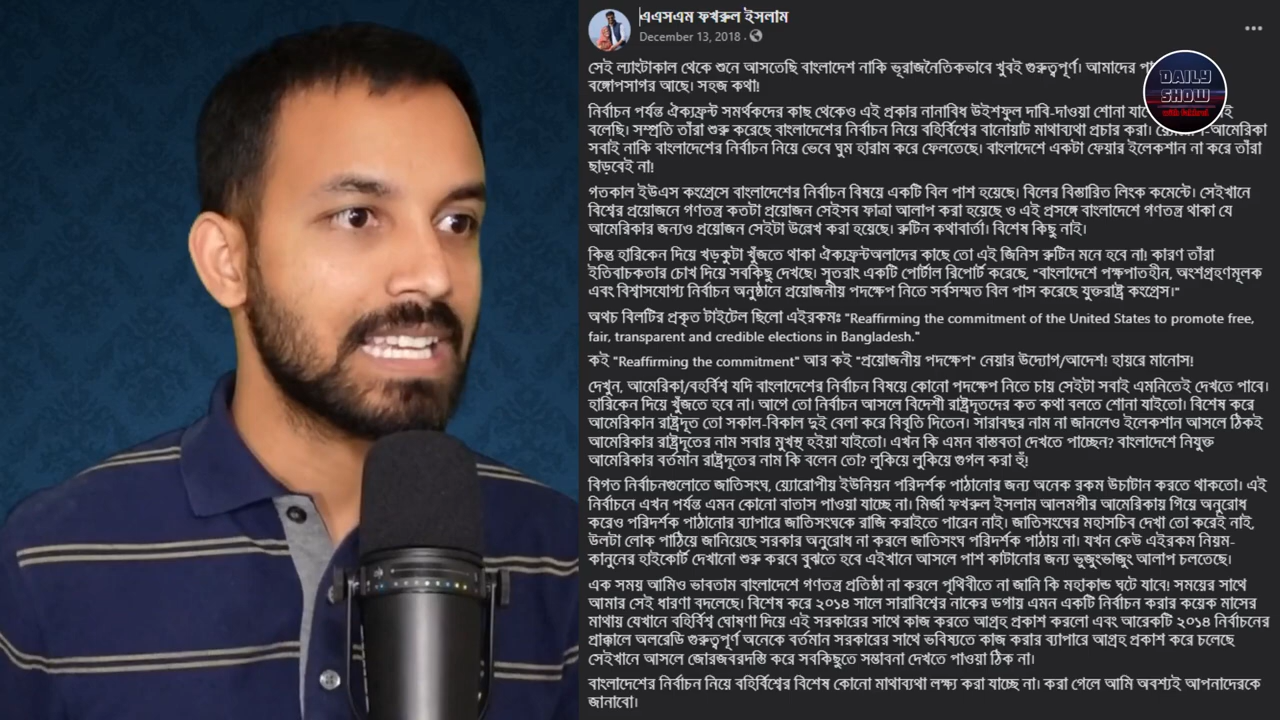 এএসএম ফখরুল ইসলাম
December 13, 2018
DAILY
SHOW
সেই ল্যাংটাকাল থেকে শুনে আসতেছি বাংলাদেশ নাকি ভূরাজনৈতিকভাবে খুবই গুরুত্বপূর্ণ। আমাদের
বঙ্গোপসাগর আছে। সহজ কথা!
নির্বাচন পর্যন্ত ঐক্যফ্রন্ট সমর্থকদের কাছ থেকেও এই প্রকার নানাবিধ উইশফুল দাবি-দাওয়া শোনা
বলেছি। সম্প্রতি তাঁরা শুরু করেছে বাংলাদেশের নির্বাচন নিয়ে বহির্বিশ্বের বানোয়াট মাথাব্যথা প্রচার করা।
সবাই নাকি বাংলাদেশের নির্বাচন নিয়ে ভেবে ঘুম হারাম করে ফেলতেছে। বাংলাদেশে একটা ফেয়ার ইলেকশান না করে তাঁরা
ছাড়বেই না!
গতকাল ইউএস কংগ্রেসে বাংলাদেশের নির্বাচন বিষয়ে একটি বিল পাশ হয়েছে। বিলের বিস্তারিত লিংক কমেন্টে। সেইখানে
বিশ্বের প্রয়োজনে গণতন্ত্র কতটা প্রয়োজন সেইসব ফাত্রা আলাপ করা হয়েছে ও এই প্রসঙ্গে বাংলাদেশে গণতন্ত্র থাকা যে
আমেরিকার জন্যও প্রয়োজন সেইটা উল্লেখ করা হয়েছে। রুটিন কথাবার্তা। বিশেষ কিছু নাই।
কিন্তু হারিকেন দিয়ে খড়কুটা খুঁজতে থাকা ঐক্যফ্রন্টঅলাদের কাছে তো এই জিনিস রুটিন মনে হবে না! কারণ তাঁরা
ইতিবাচকতার চোখ দিয়ে সবকিছু দেখছে। সুতরাং একটি পোর্টাল রিপোর্ট করেছে, "বাংলাদেশে পক্ষপাতহীন, অংশগ্রহণমূলক
এবং বিশ্বাসযোগ্য নির্বাচন অনুষ্ঠানে প্রয়োজনীয় পদক্ষেপ নিতে সর্বসম্মত বিল পাস করেছে যুক্তরাষ্ট্র কংগ্রেস।"
অথচ বিলটির প্রকৃত টাইটেল ছিলো এইরকমঃ "Reaffirming the commitment of the United States to promote free,
fair, transparent and credible elections in Bangladesh."
কই "Reaffirming the commitment" আর কই "প্রয়োজনীয় পদক্ষেপ" নেয়ার উদ্যোগ/আদেশ! হায়রে মানোস!
দেখুন, আমেরিকা/বহর্বিশ্ব যদি বাংলাদেশের নির্বাচন বিষয়ে কোনো পদক্ষেপ নিতে চায় সেইটা সবাই এমনিতেই দেখতে পাবে।
হারিকেন দিয়ে খুঁজতে হবে না। আগে তো নির্বাচন আসলে বিদেশী রাষ্ট্রদূতদের কত কথা বলতে শোনা যাইতো। বিশেষ করে
আমেরিকান রাষ্ট্রদূত তো সকাল-বিকাল দুই বেলা করে বিবৃতি দিতেন। সারাবছর নাম না জানলেও ইলেকশান আসলে ঠিকই
আমেরিকার রাষ্ট্রদূতের নাম সবার মুখস্থ হইয়া যাইতো। এখন কি এমন বাস্তবতা দেখতে পাচ্ছেন? বাংলাদেশে নিযুক্ত
আমেরিকার বর্তমান রাষ্ট্রদূতের নাম কি বলেন তো? লুকিয়ে লুকিয়ে গুগল করা হুঁ!
বিগত নির্বাচনগুলোতে জাতিসংঘ, য়্যোরোপীয় ইউনিয়ন পরিদর্শক পাঠানোর জন্য অনেক রকম উচাটান করতে থাকতো। এই
নির্বাচনে এখন পর্যন্ত এমন কোনো বাতাস পাওয়া যাচ্ছে না। মির্জা ফখরুল ইসলাম আলমগীর আমেরিকায় গিয়ে অনুরোধ
করেও পরিদর্শক পাঠানোর ব্যাপারে জাতিসংঘকে রাজি করাইতে পারেন নাই। জাতিসংঘের মহাসচিব দেখা তো করেই নাই,
উলটা লোক পাঠিয়ে জানিয়েছে সরকার অনুরোধ না করলে জাতিসংঘ পরিদর্শক পাঠায় না। যখন কেউ এইরকম নিয়ম-
কানুনের হাইকোর্ট দেখানো শুরু করবে বুঝতে হবে এইখানে আসলে পাশ কাটানোর জন্য ভুজুংভাজুং আলাপ চলতেছে।
এক সময় আমিও ভাবতাম বাংলাদেশে গণতন্ত্র প্রতিষ্ঠা না করলে পৃথিবীতে না জানি কি মহাকান্ড ঘটে যাবে! সময়ের সাথে
আমার সেই ধারণা বদলেছে। বিশেষ করে ২০১৪ সালে সারাবিশ্বের নাকের ডগায় এমন একটি নির্বাচন করার কয়েক মাসের
মাথায় যেখানে বহির্বিশ্ব ঘোষণা দিয়ে এই সরকারের সাথে কাজ করতে আগ্রহ প্রকাশ করলো এবং আরেকটি ২০১৪ নির্বাচনের
প্রাক্কালে অলরেডি গুরুত্বপূর্ণ অনেকে বর্তমান সরকারের সাথে ভবিষ্যতে কাজ করার ব্যাপারে আগ্রহ প্রকাশ করে চলেছে
সেইখানে আসলে জোরজবরদস্তি করে সবকিছুতে সম্ভাবনা দেখতে পাওয়া ঠিক না।
বাংলাদেশের নির্বাচন নিয়ে বহির্বিশ্বের বিশেষ কোনো মাথাব্যথা লক্ষ্য করা যাচ্ছে না। করা গেলে আমি অবশ্যই আপনাদেরকে
জানাবো।